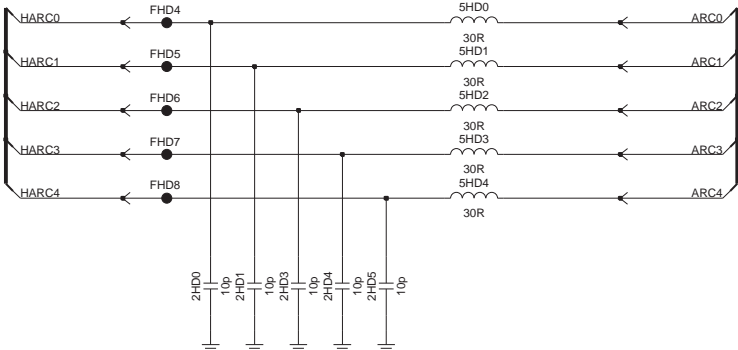 HARC0 FHD4 5HD0 30R ARC0
HARC1 FHD5 5HD1 30R ARC1
HARC2 FHD6 5HD2 30R ARC2
HARC3 FHD7 5HD3 30R ARC3
HARC4 FHD8 5HD4 30R ARC4
2HD0 10p
2HD1 10p
2HD3 10p
2HD4 10p
2HD5 10p